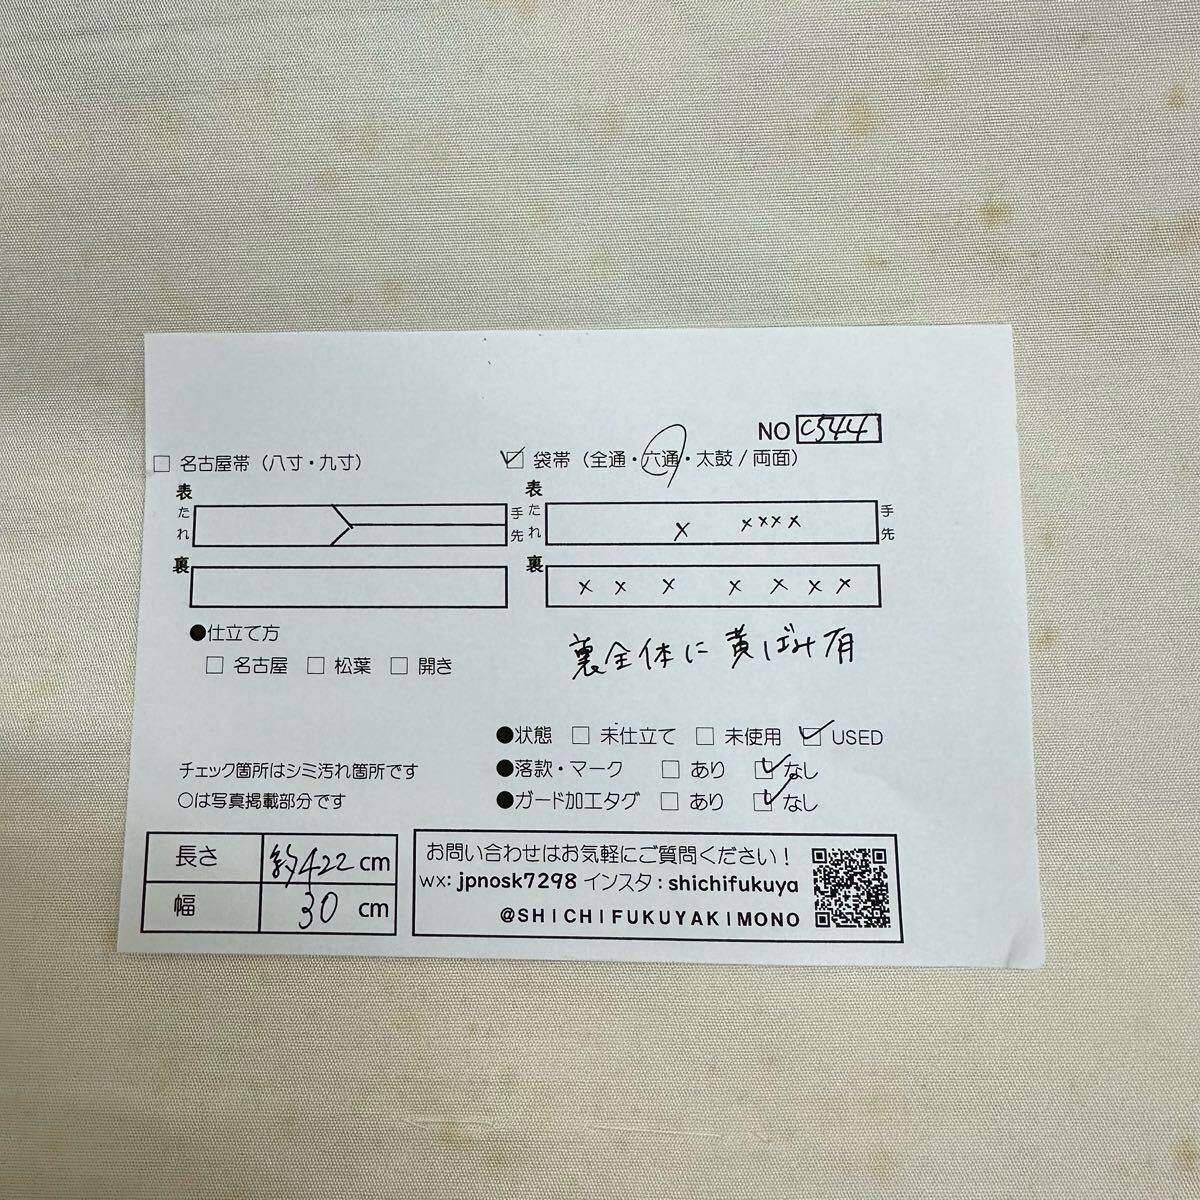 NO C544
□ 名古屋帯（八寸・九寸）
☑ 袋帯（全通・六通・太鼓/両面）
表
たれ
手先
裏
表
たれ
× ××××
手先
裏
× × × × × × ×
●仕立て方
□ 名古屋 □ 松葉 □ 開き
裏全体に黄ばみ有
●状態 □ 未仕立て □ 未使用 ☑ USED
●落款・マーク □ あり ☑ なし
●ガード加工タグ □ あり ☑ なし
チェック箇所はシミ汚れ箇所です
○は写真掲載部分です
長さ 約422 cm
幅 30 cm
お問い合わせはお気軽にご質問ください！
wx: jpnosk7298 インスタ : shichifukuya
@SHICHIFUKUYAKIMONO